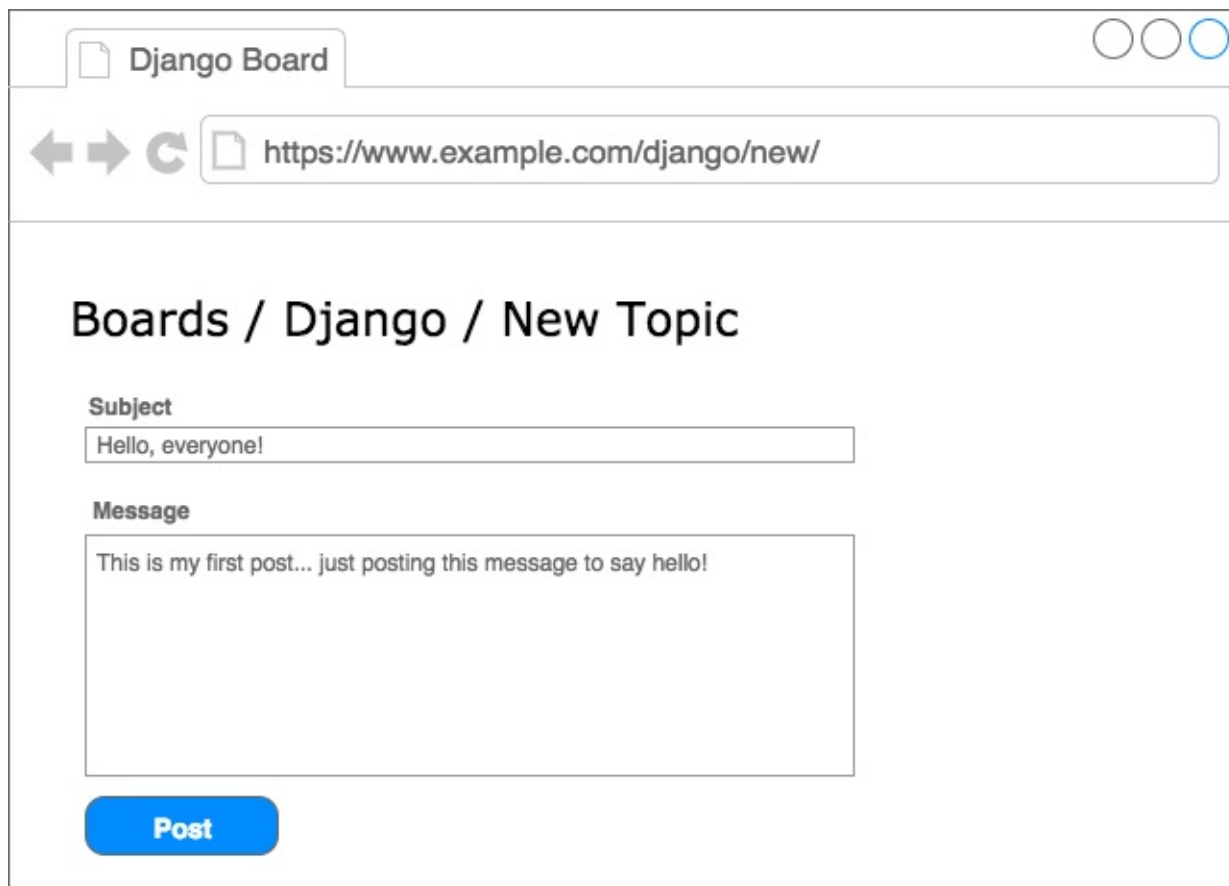 Django Board
https://www.example.com/django/new/
Boards / Django / New Topic
Subject
Hello, everyone!
Message
This is my first post... just posting this message to say hello!
Post